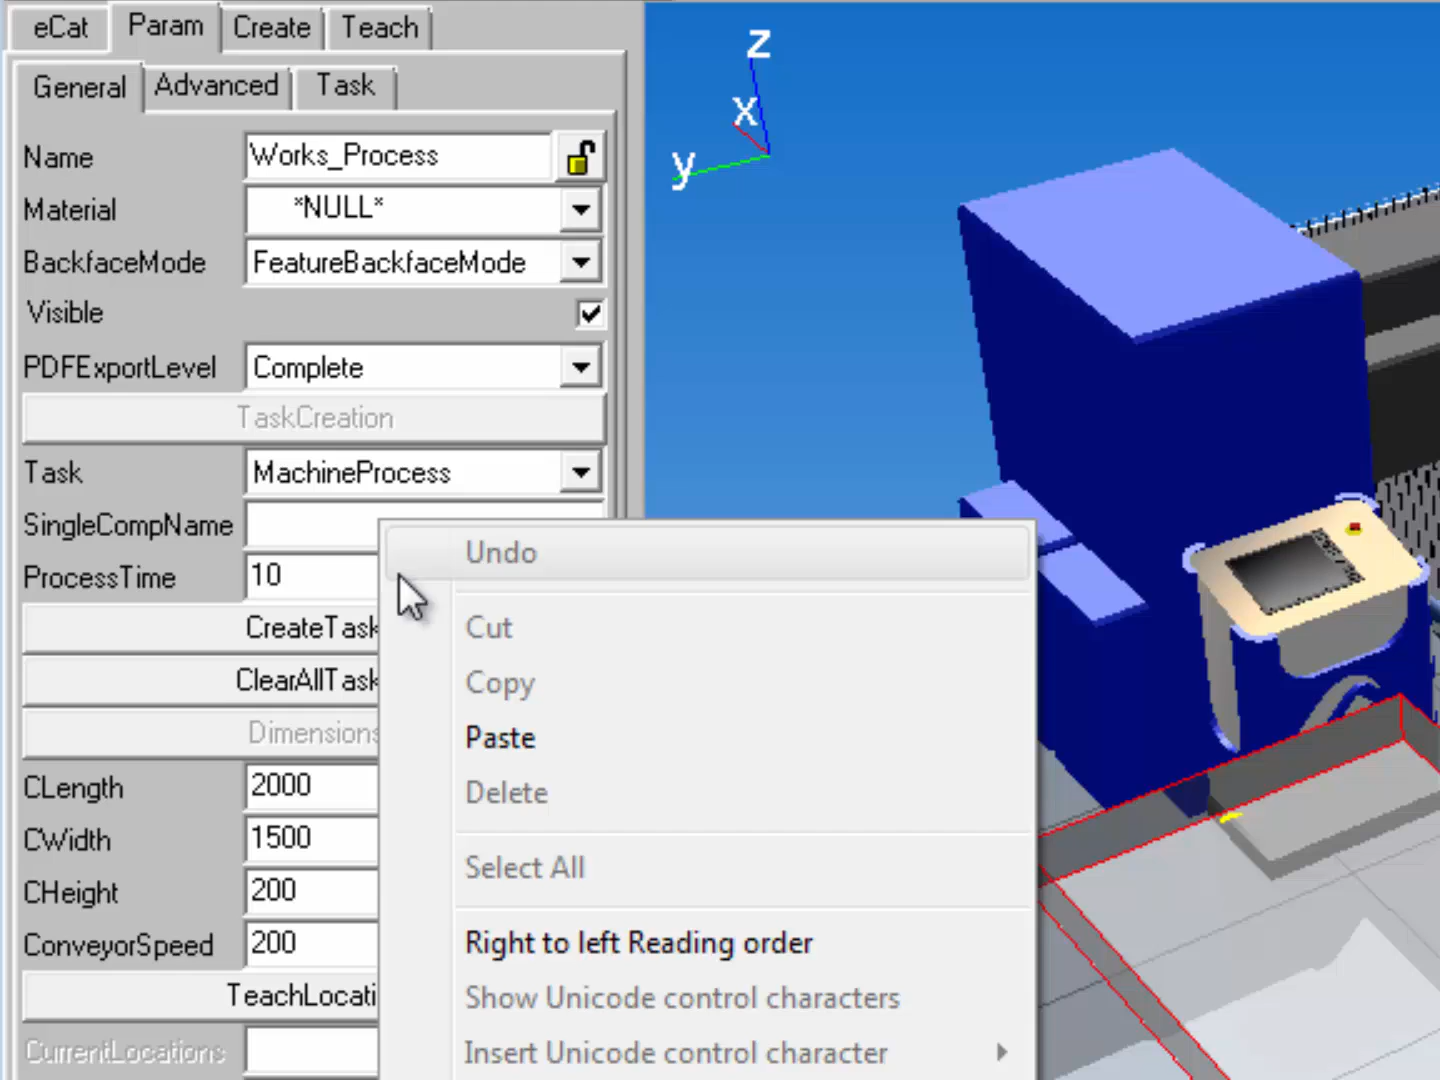 eCat Param Create Teach
General Advanced Task
Name Works_Process
Material *NULL*
BackfaceMode FeatureBackfaceMode
Visible
PDFExportLevel Complete
TaskCreation
Task MachineProcess
SingleCompName
ProcessTime 10
CreateTask
ClearAllTask
Dimensions
CLength 2000
CWidth 1500
CHeight 200
ConveyorSpeed 200
TeachLocati
CurrentLocations
Undo
Cut
Copy
Paste
Delete
Select All
Right to left Reading order
Show Unicode control characters
Insert Unicode control character
z
x
y